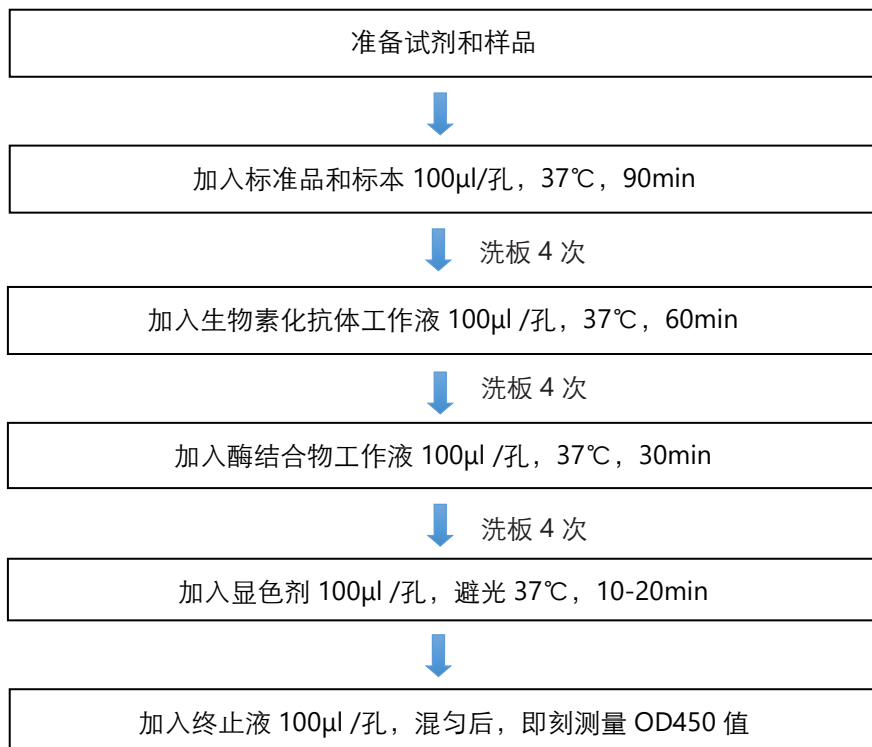 准备试剂和样品
加入标准品和标本 100μl/孔，37℃，90min
洗板 4 次
加入生物素化抗体工作液 100μl /孔，37℃，60min
洗板 4 次
加入酶结合物工作液 100μl /孔，37℃，30min
洗板 4 次
加入显色剂 100μl /孔，避光 37℃，10-20min
加入终止液 100μl /孔，混匀后，即刻测量 OD450 值